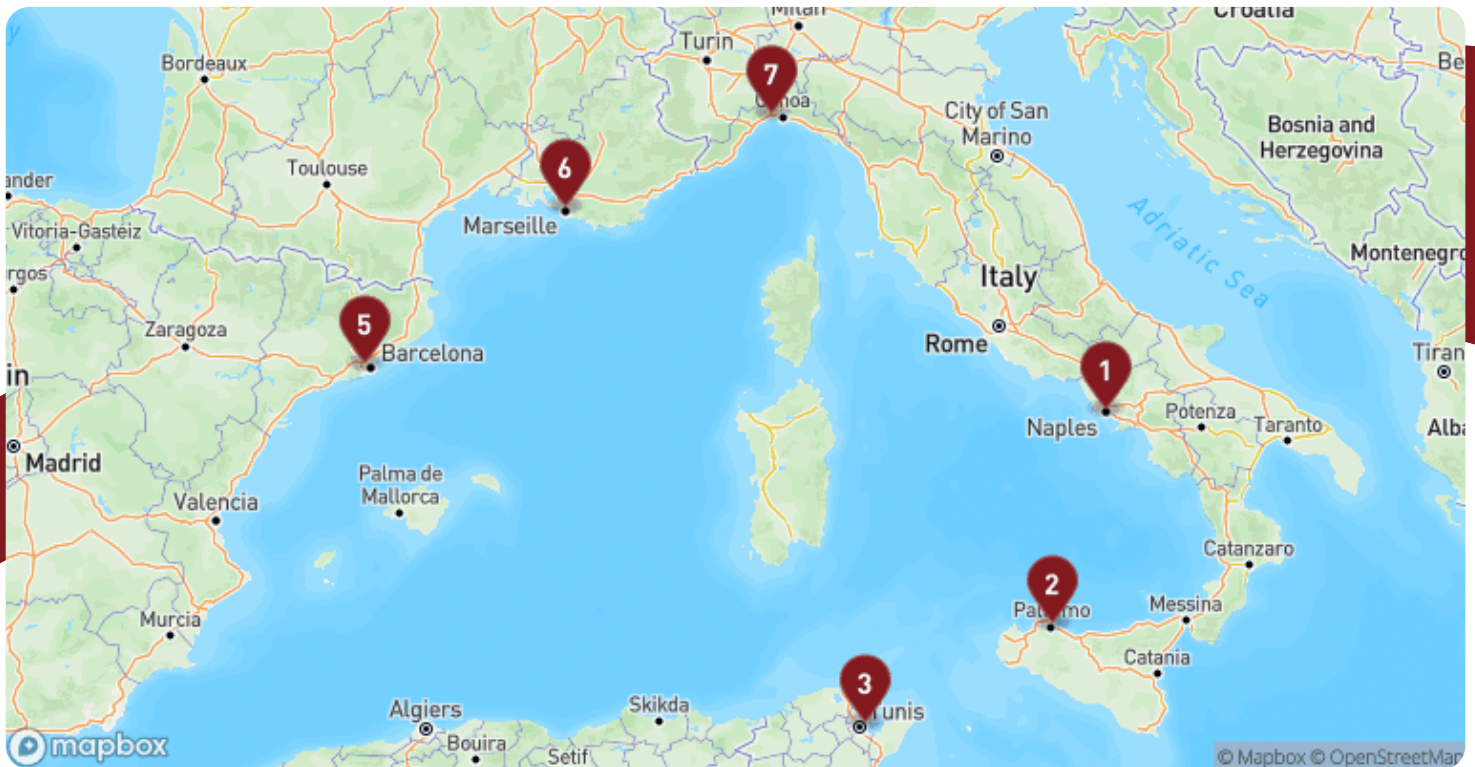 Milan
Croatia
y
Turin
Bordeaux
7
Be
City of San
Marino
Bosnia and
Herzegovina
Toulouse
6
ander
Marseille
Vitoria-Gasteiz
Adriatic Sea
Montenegro
rgos
Italy
5
Zaragoza
Barcelona
Rome
Tiran
in
1
Potenza
Naples
Taranto
Alba
Madrid
Palma de
Mallorca
Valencia
Catanzaro
2
Messina
Murcia
Catania
3
Skikda
Algiers
Tunis
Bouira
Setif
mapbox
© Mapbox © OpenStreetMap